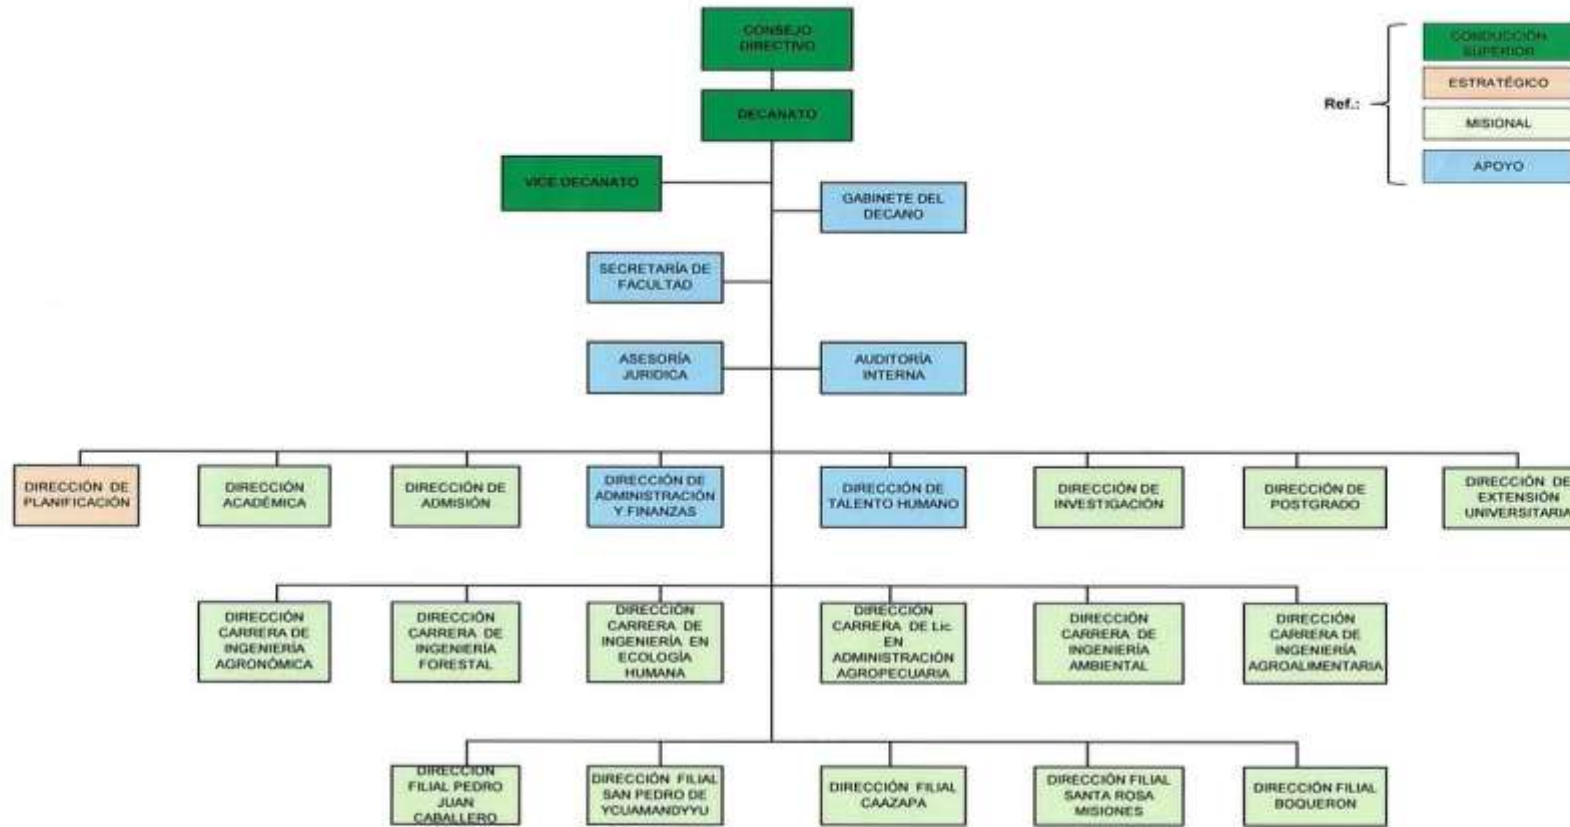 CONSEJO
DIRECTIVO
DECANATO
VICE DECANATO
GABINETE DEL
DECANO
SECRETARÍA DE
FACULTAD
ASESORÍA
JURIDICA
AUDITORÍA
INTERNA
Ref.:
CONDUCCIÓN
SUPERIOR
ESTRATÉGICO
MISIONAL
APOYO
DIRECCIÓN DE
PLANIFICACIÓN
DIRECCIÓN
ACADÉMICA
DIRECCIÓN DE
ADMISIÓN
DIRECCIÓN DE
ADMINISTRACIÓN
Y FINANZAS
DIRECCIÓN DE
TALENTO HUMANO
DIRECCIÓN DE
INVESTIGACIÓN
DIRECCIÓN DE
POSTGRADO
DIRECCIÓN DE
EXTENSIÓN
UNIVERSITARIA
DIRECCIÓN
CARRERA DE
INGENIERÍA
AGRONÓMICA
DIRECCIÓN
CARRERA DE
INGENIERÍA
FORESTAL
DIRECCIÓN
CARRERA DE
INGENIERÍA EN
ECOLOGÍA
HUMANA
DIRECCIÓN
CARRERA DE Lic.
EN
ADMINISTRACIÓN
AGROPECUARIA
DIRECCIÓN
CARRERA DE
INGENIERÍA
AMBIENTAL
DIRECCIÓN
CARRERA DE
INGENIERÍA
AGROALIMENTARIA
DIRECCIÓN
FILIAL PEDRO
JUAN
CABALLERO
DIRECCIÓN FILIAL
SAN PEDRO DE
YCUAMANDYYU
DIRECCIÓN FILIAL
CAAZAPA
DIRECCIÓN FILIAL
SANTA ROSA
MISIONES
DIRECCIÓN FILIAL
BOQUERON